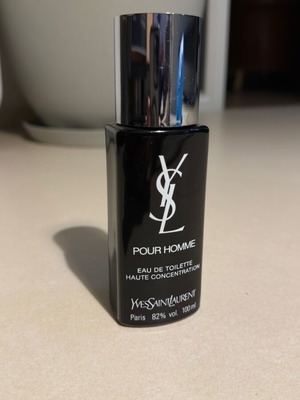 YSL
POUR HOMME
EAU DE TOILETTE
HAUTE CONCENTRATION
YVESSAINTLAURENT
Paris 82% vol. 100 ml